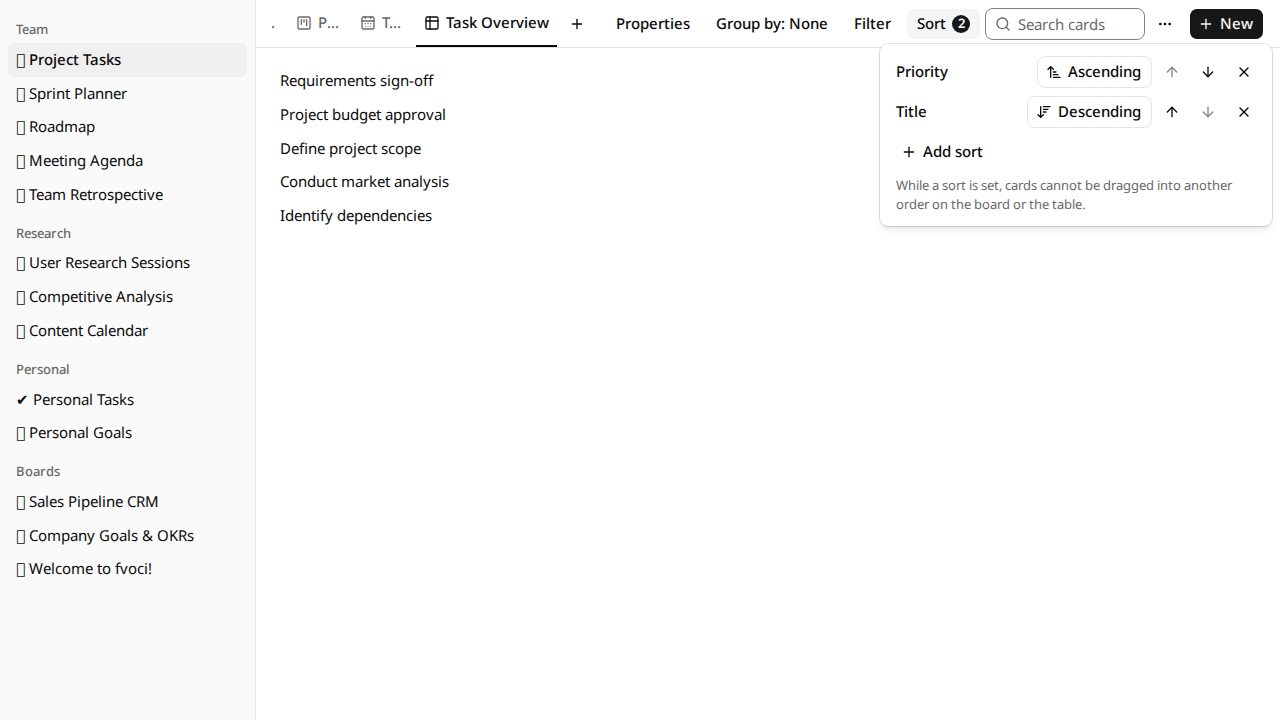 Team
Project Tasks
Sprint Planner
Roadmap
Meeting Agenda
Team Retrospective
Research
User Research Sessions
Competitive Analysis
Content Calendar
Personal
✔ Personal Tasks
Personal Goals
Boards
Sales Pipeline CRM
Company Goals & OKRs
Welcome to fvoci!
. P... T... Task Overview Properties Group by: None Filter Sort 2 Search cards ... + New
Requirements sign-off
Project budget approval
Define project scope
Conduct market analysis
Identify dependencies
Priority Ascending
Title Descending
+ Add sort
While a sort is set, cards cannot be dragged into another
order on the board or the table.